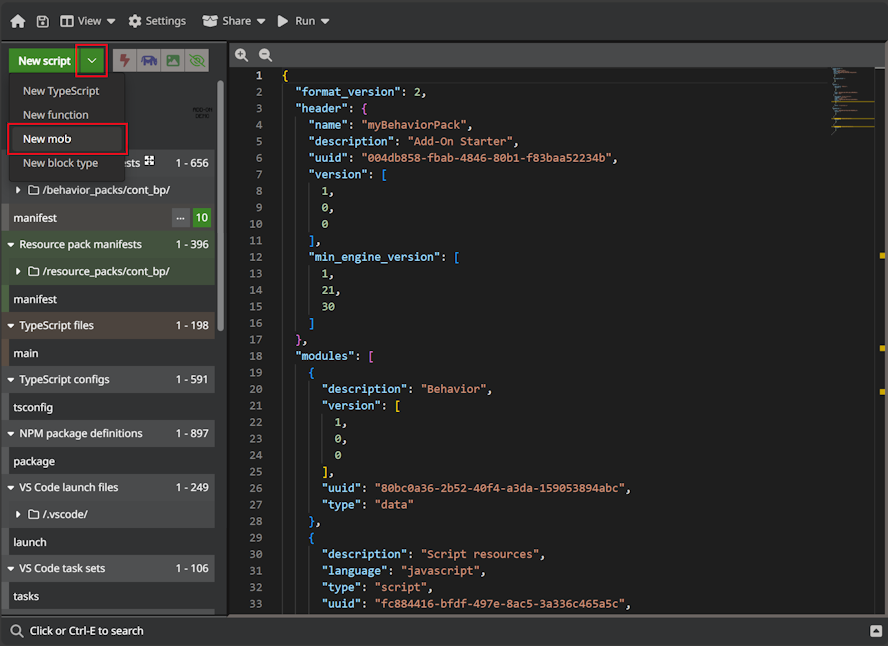 View
Settings
Share
Run
New script
New TypeScript
New function
New mob
New block type
ADD-ON
DEMO
sts
1 - 656
/behavior_packs/cont_bp/
manifest
...
10
Resource pack manifests
1 - 396
/resource_packs/cont_bp/
manifest
TypeScript files
1 - 198
main
TypeScript configs
1 - 591
tsconfig
NPM package definitions
1 - 897
package
VS Code launch files
1 - 249
/.vscode/
launch
VS Code task sets
1 - 106
tasks
1 {
2 "format_version": 2,
3 "header": {
4 "name": "myBehaviorPack",
5 "description": "Add-On Starter",
6 "uuid": "004db858-fbab-4846-80b1-f83baa52234b",
7 "version": [
8 1,
9 0,
10 0
11 ],
12 "min_engine_version": [
13 1,
14 21,
15 30
16 ]
17 },
18 "modules": [
19 {
20 "description": "Behavior",
21 "version": [
22 1,
23 0,
24 0
25 ],
26 "uuid": "80bc0a36-2b52-40f4-a3da-159053894abc",
27 "type": "data"
28 },
29 {
30 "description": "Script resources",
31 "language": "javascript",
32 "type": "script",
33 "uuid": "fc884416-bfdf-497e-8ac5-3a336c465a5c",
Click or Ctrl-E to search